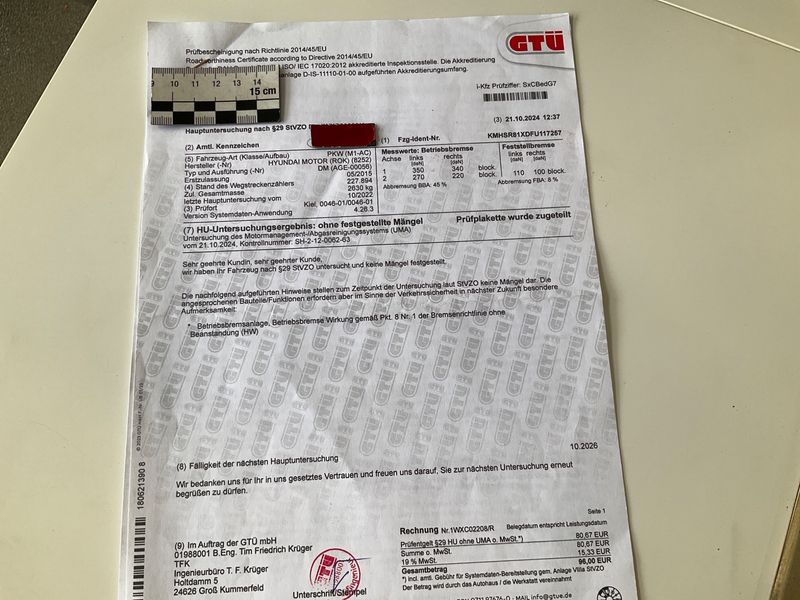 Prüfbescheinigung nach Richtlinie 2014/45/EU
Roadworthiness Certificate according to Directive 2014/45/EU
ISO/ IEC 17020:2012 akkreditierte Inspektionsstelle. Die Akkreditierung
anlage D-IS-11110-01-00 aufgeführten Akkreditierungsumfang.
GTÜ
i-Kfz Prüfziffer: SxCBedG7
9 10 11 12 13 14
15 cm
(3) 21.10.2024 12:37
Hauptuntersuchung nach §29 StVZO
(2) Amtl. Kennzeichen
(1) Fzg-Ident-Nr. KMHSR81XDFU117257
(5) Fahrzeug-Art (Klasse/Aufbau) PKW (M1-AC)
Hersteller (-Nr) HYUNDAI MOTOR (ROK) (8252)
Typ und Ausführung (-Nr) DM (AGE-00056)
Erstzulassung 05/2015
(4) Stand des Wegstreckenzählers 227.894
Zul. Gesamtmasse 2630 kg
letzte Hauptuntersuchung vom 10/2022
(3) Prüfort Kiel, 0046-01/0046-01
Version Systemdaten-Anwendung 4.26.3
Messwerte: Betriebsbremse Feststellbremse
Achse links rechts links rechts
[daN] [daN] [daN] [daN]
1 350 340 block.
2 270 220 block. 110 100 block.
Abbremsung BBA: 45 % Abbremsung FBA: 8 %
(7) HU-Untersuchungsergebnis: ohne festgestellte Mängel Prüfplakette wurde zugeteilt
Untersuchung des Motormanagement-/Abgasreinigungssystems (UMA)
vom 21.10.2024, Kontrollnummer: SH-2-12-0062-63
Sehr geehrte Kundin, sehr geehrter Kunde,
wir haben Ihr Fahrzeug nach §29 StVZO untersucht und keine Mängel festgestellt.
Die nachfolgend aufgeführten Hinweise stellen zum Zeitpunkt der Untersuchung laut StVZO keine Mängel dar. Die
angesprochenen Bauteile/Funktionen erfordern aber im Sinne der Verkehrssicherheit in nächster Zukunft besondere
Aufmerksamkeit:
* Betriebsbremsanlage, Betriebsbremse Wirkung gemäß Pkt. 8 Nr. 1 der Bremsenrichtlinie ohne
Beanstandung (HW)
10.2026
(8) Fälligkeit der nächsten Hauptuntersuchung
Wir bedanken uns für Ihr in uns gesetztes Vertrauen und freuen uns darauf, Sie zur nächsten Untersuchung erneut
begrüßen zu dürfen.
180621390 8
Seite 1
(9) Im Auftrag der GTÜ mbH
01988001 B.Eng. Tim Friedrich Krüger
TFK
Ingenieurbüro T. F. Krüger
Holtdamm 5
24626 Groß Kummerfeld
Unterschrift/Stempel
Rechnung Nr.1WXC02208/R Belegdatum entspricht Leistungsdatum
Prüfentgelt §29 HU ohne UMA o. MwSt.*) 80,67 EUR
Summe o. MwSt. 80,67 EUR
19 % MwSt. 15,33 EUR
Gesamtbetrag 96,00 EUR
*) incl. amtl. Gebühr für Systemdaten-Bereitstellung gem. Anlage VIIIa StVZO
Der Betrag wird durch das Autohaus / die Werkstatt vereinnahmt
MAIL info@gtue.de